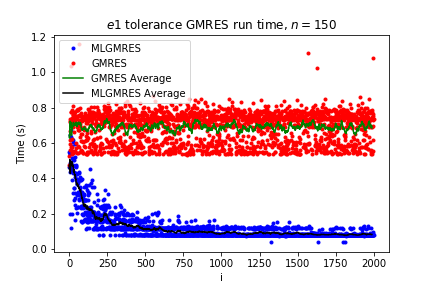 e1 tolerance GMRES run time, n = 150
MLGMRES
GMRES
GMRES Average
MLGMRES Average
Time (s)
1.2
1.0
0.8
0.6
0.4
0.2
0.0
0 250 500 750 1000 1250 1500 1750 2000
i